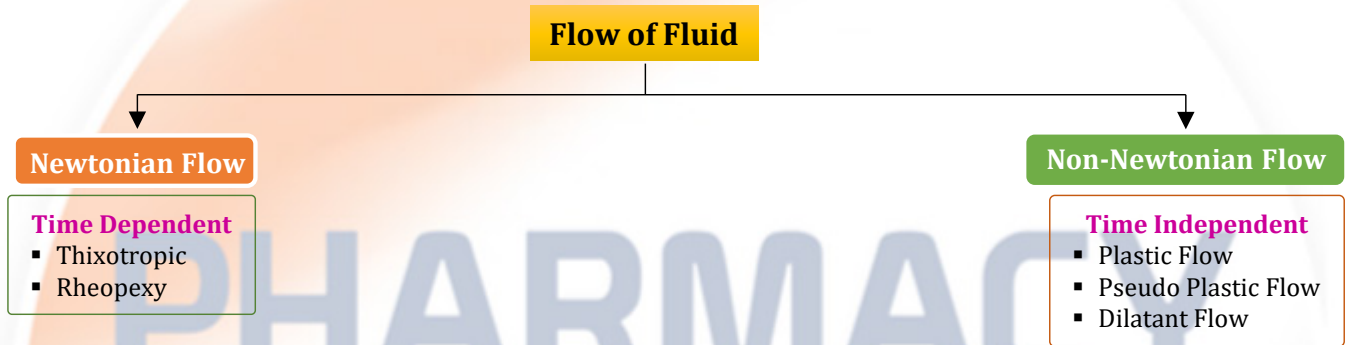 Flow of Fluid
Newtonian Flow
Time Dependent
▪ Thixotropic
▪ Rheopexy
Non-Newtonian Flow
Time Independent
▪ Plastic Flow
▪ Pseudo Plastic Flow
▪ Dilatant Flow
PHARMACY